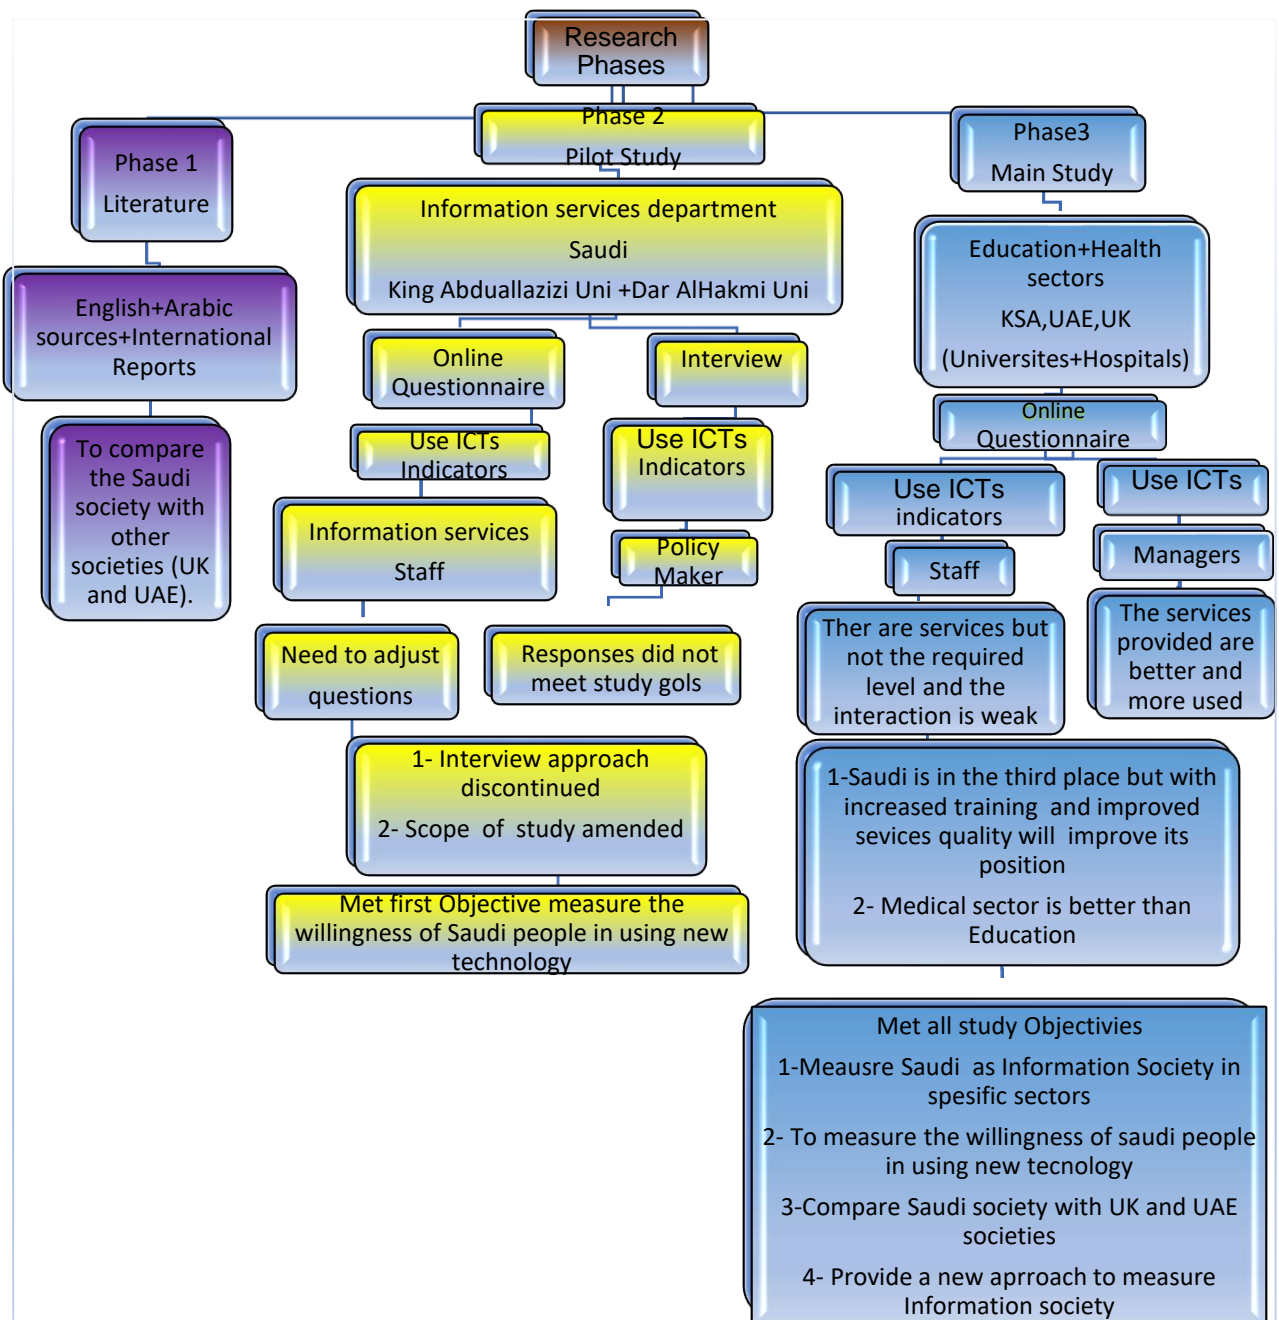 Research
Phases
Phase 1
Literature
English+Arabic
sources+International
Reports
To compare
the Saudi
society with
other
societies (UK
and UAE).
Phase 2
Pilot Study
Information services department
Saudi
King Abduallazizi Uni +Dar AlHakmi Uni
Online
Questionnaire
Use ICTs
Indicators
Information services
Staff
Need to adjust
questions
Interview
Use ICTs
Indicators
Policy
Maker
Responses did not
meet study gols
1- Interview approach
discontinued
2- Scope of study amended
Met first Objective measure the
willingness of Saudi people in using new
technology
Phase3
Main Study
Education+Health
sectors
KSA,UAE,UK
(Universites+Hospitals)
Online
Questionnaire
Use ICTs
indicators
Staff
Ther are services but
not the required
level and the
interaction is weak
Use ICTs
Managers
The services
provided are
better and
more used
1-Saudi is in the third place but with
increased training and improved
sevices quality will improve its
position
2- Medical sector is better than
Education
Met all study Objectivies
1-Meausre Saudi as Information Society in
spesific sectors
2- To measure the willingness of saudi people
in using new tecnology
3-Compare Saudi society with UK and UAE
societies
4- Provide a new aprroach to measure
Information society